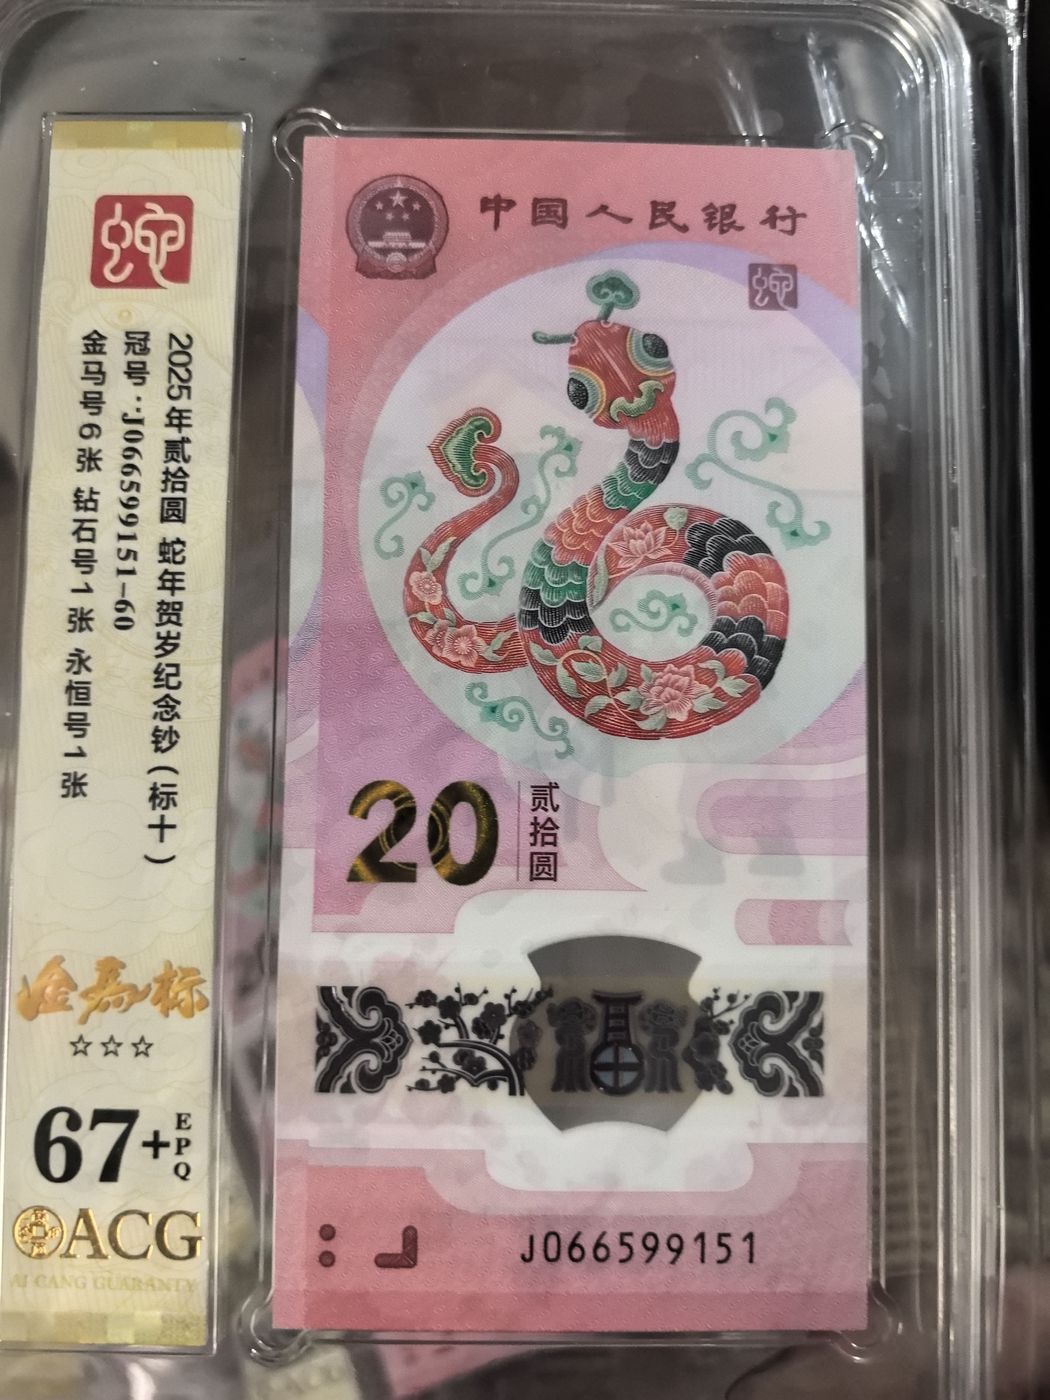 蛇
2025年贰拾圆 蛇年贺岁纪念钞(标十)
冠号:J066599151-60
金马号6张 钻石号1张 永恒号1张
金马标
67+EPQ
ACG
AI CANG GUARANTY
中国人民银行
蛇
20 贰拾圆
J066599151
ACG